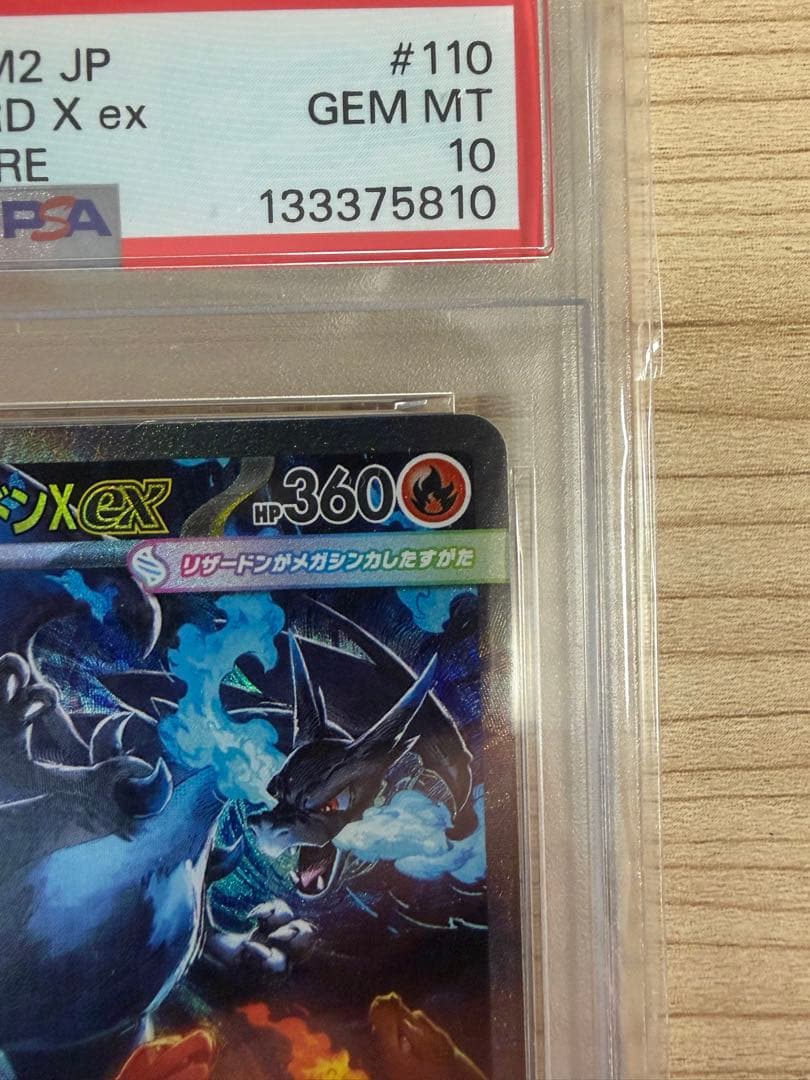 M2 JP #110
RD X ex GEM MT
RE 10
PSA 133375810
ドンXex HP360
リザードンがメガシンカしたすがた